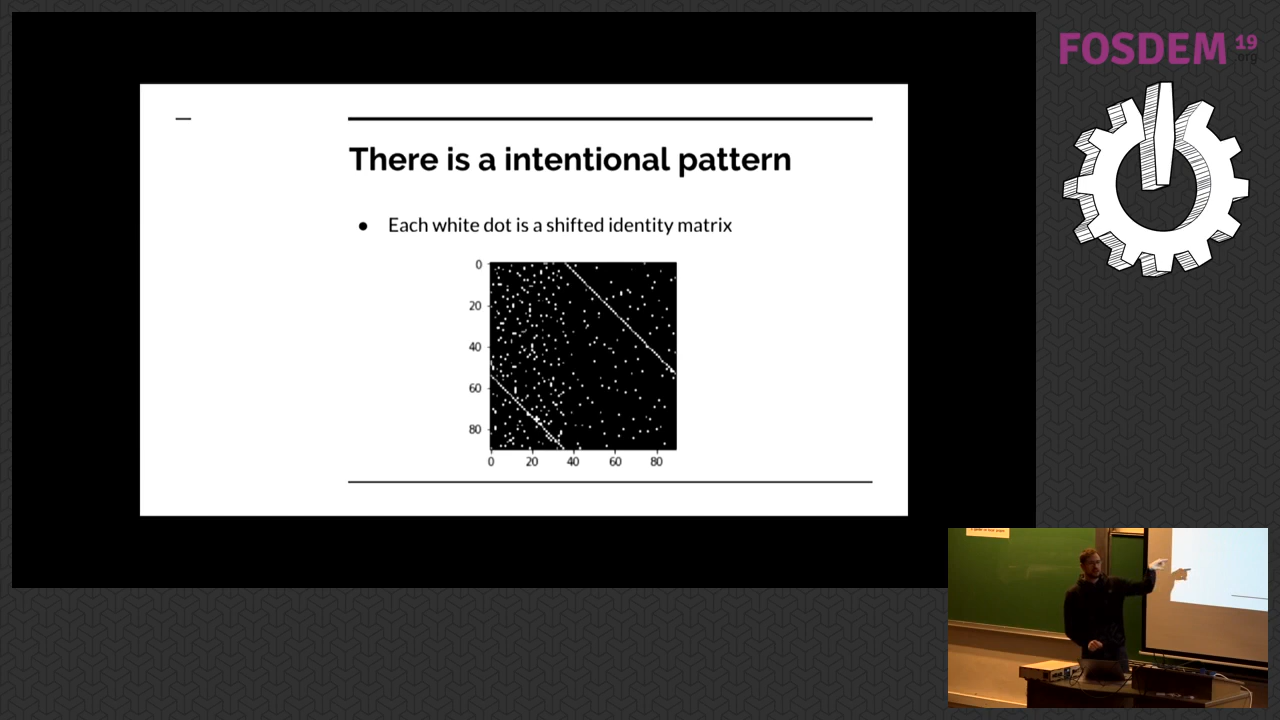 FOSDEM 19
.org
There is a intentional pattern
● Each white dot is a shifted identity matrix
0
20
40
60
80
0 20 40 60 80